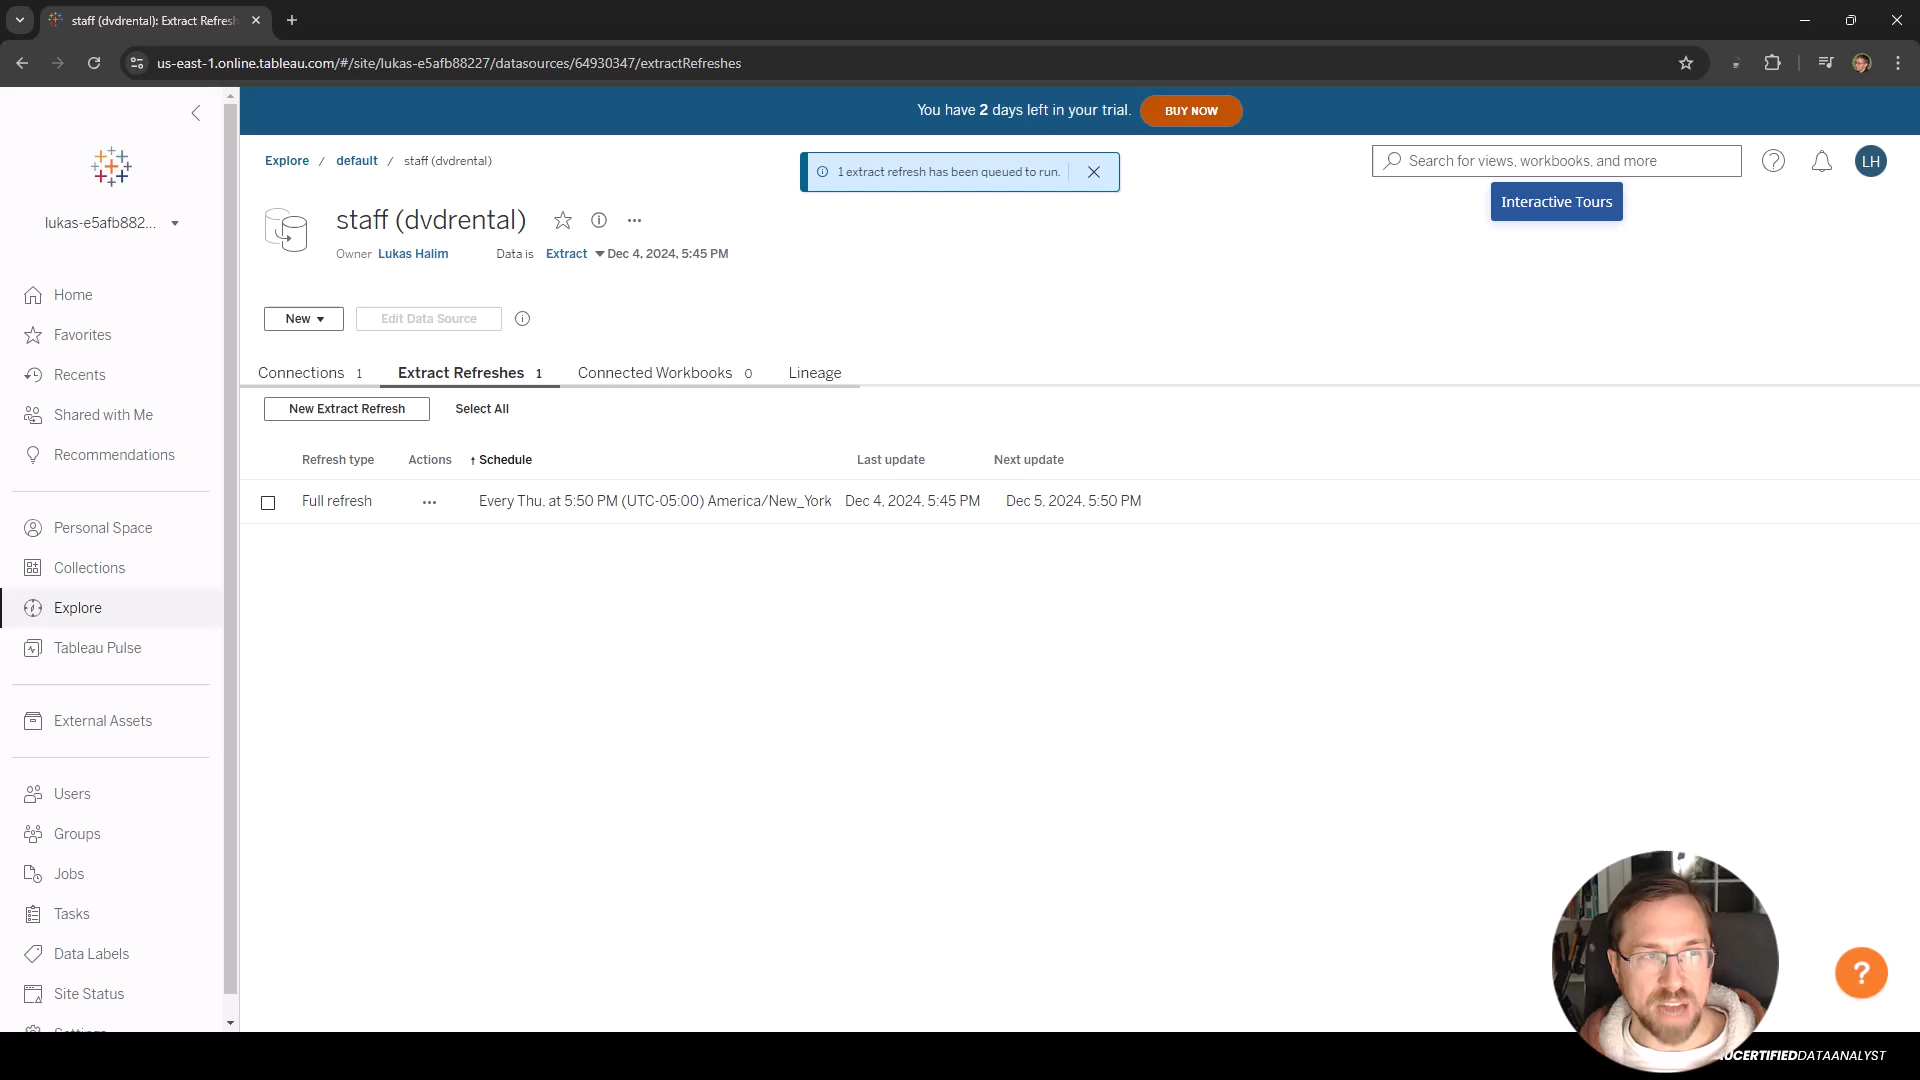 staff (dvdrental): Extract Refresh
us-east-1.online.tableau.com/#/site/lukas-e5afb88227/datasources/64930347/extractRefreshes
You have 2 days left in your trial.
BUY NOW
lukas-e5afb882...
Home
Favorites
Recents
Shared with Me
Recommendations
Personal Space
Collections
Explore
Tableau Pulse
External Assets
Users
Groups
Jobs
Tasks
Data Labels
Site Status
Explore / default / staff (dvdrental)
1 extract refresh has been queued to run.
Search for views, workbooks, and more
LH
Interactive Tours
staff (dvdrental)
Owner Lukas Halim Data is Extract Dec 4, 2024, 5:45 PM
New Edit Data Source
Connections 1 Extract Refreshes 1 Connected Workbooks 0 Lineage
New Extract Refresh Select All
Refresh type Actions ↑ Schedule Last update Next update
Full refresh ... Every Thu, at 5:50 PM (UTC-05:00) America/New_York Dec 4, 2024, 5:45 PM Dec 5, 2024, 5:50 PM
?
CERTIFIEDDATAANALYST